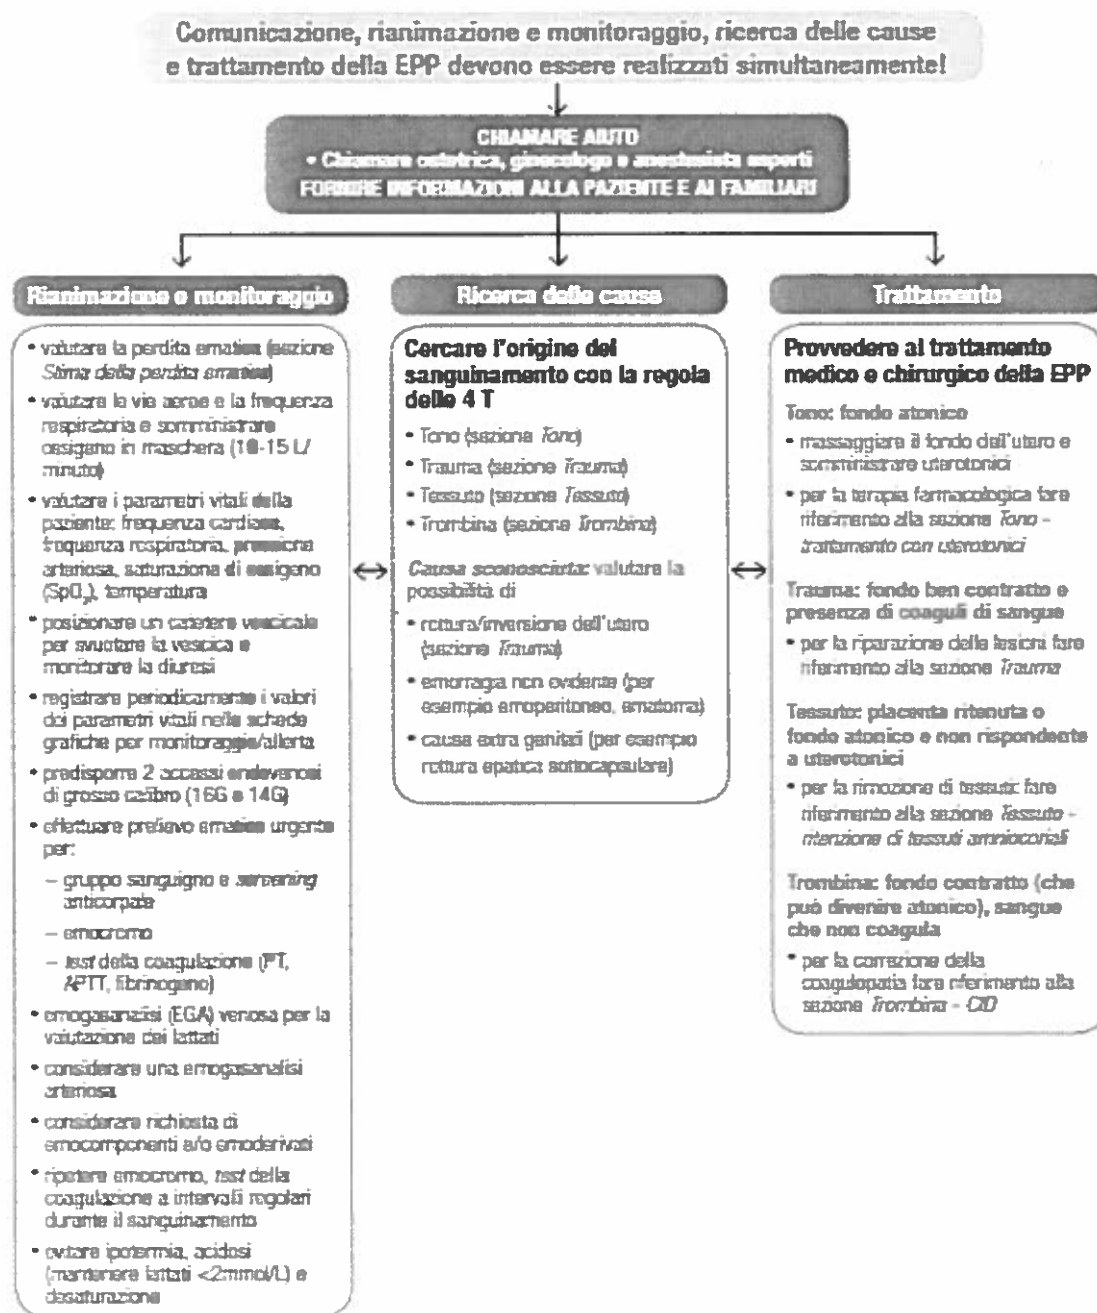 Comunicazione, rianimazione e monitoraggio, ricerca delle cause
e trattamento della EPP devono essere realizzati simultaneamente!
CHIAMARE AIUTO
• Chiamare ostetrica, ginecologo e anestesista esperti
FORNIRE INFORMAZIONI ALLA PAZIENTE E AI FAMILIARI
Rianimazione e monitoraggio
• valutare la perdita ematica (sezione
Stima della perdita ematica)
• valutare le vie aeree e la frequenza
respiratoria e somministrare
ossigeno in maschera (10-15 L/
minuto)
• valutare i parametri vitali della
paziente: frequenza cardiaca,
frequenza respiratoria, pressione
arteriosa, saturazione di ossigeno
(SpO₂), temperatura
• posizionare un catetere vescicale
per svuotare la vescica e
monitorare la diuresi
• registrare periodicamente i valori
dei parametri vitali nelle schede
grafiche per monitoraggio/allerta
• predisporre 2 accessi endovenosi
di grosso calibro (16G e 14G)
• effettuare prelievo ematico urgente
per:
– gruppo sanguigno e screening
anticorpale
– emocromo
– test della coagulazione (PT,
APTT, fibrinogeno)
• emogasanalisi (EGA) venosa per la
valutazione dei lattati
• considerare una emogasanalisi
arteriosa
• considerare richiesta di
emocomponenti e/o emoderivati
• ripetere emocromo, test della
coagulazione a intervalli regolari
durante il sanguinamento
• evitare ipotermia, acidosi
(mantenere lattati <2mmol/L) e
desaturazione
Ricerca delle cause
Cercare l'origine del
sanguinamento con la regola
delle 4 T
• Tono (sezione Tono)
• Trauma (sezione Trauma)
• Tessuto (sezione Tessuto)
• Trombina (sezione Trombina)
Causa sconosciuta: valutare la
possibilità di
• rottura/inversione dell'utero
(sezione Trauma)
• emorragia non evidente (per
esempio emoperitoneo, ematoma)
• cause extra genitali (per esempio
rottura epatica sottocapsulare)
Trattamento
Provvedere al trattamento
medico e chirurgico della EPP
Tono: fondo atonico
• massaggiare il fondo dell'utero e
somministrare uterotonici
• per la terapia farmacologica fare
riferimento alla sezione Tono -
trattamento con uterotonici
Trauma: fondo ben contratto e
presenza di coaguli di sangue
• per la riparazione delle lesioni fare
riferimento alla sezione Trauma
Tessuto: placenta ritenuta o
fondo atonico e non rispondente
a uterotonici
• per la rimozione di tessuti: fare
riferimento alla sezione Tessuto -
ritenzione di tessuti amniocoriali
Trombina: fondo contratto (che
può divenire atonico), sangue
che non coagula
• per la correzione della
coagulopatia fare riferimento alla
sezione Trombina - CID